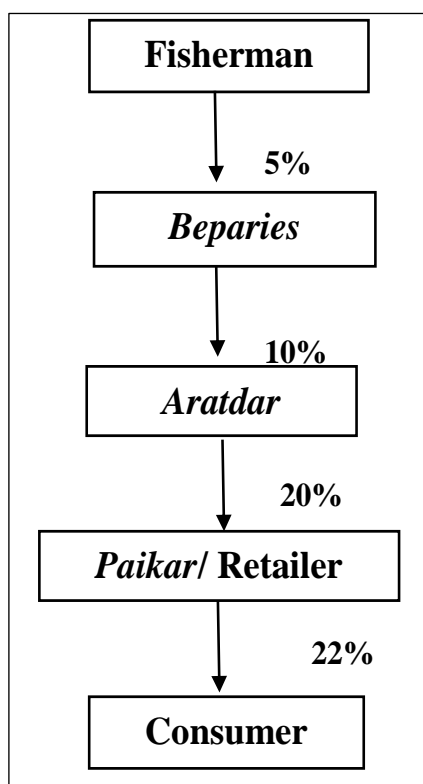 Fisherman
5%
Beparies
10%
Aratdar
20%
Paikar/ Retailer
22%
Consumer